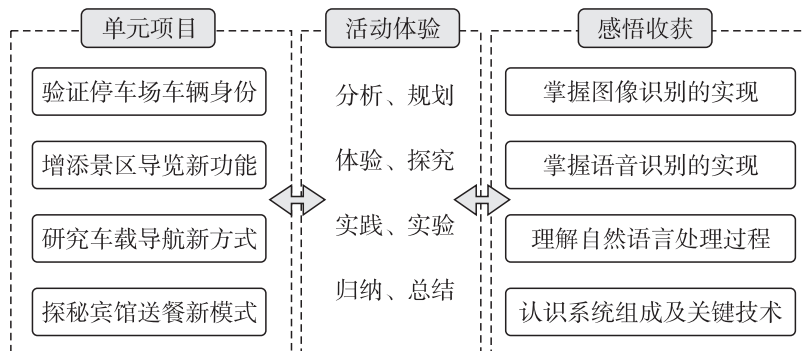 单元项目
验证停车场车辆身份
增添景区导览新功能
研究车载导航新方式
探秘宾馆送餐新模式
活动体验
分析、规划
体验、探究
实践、实验
归纳、总结
感悟收获
掌握图像识别的实现
掌握语音识别的实现
理解自然语言处理过程
认识系统组成及关键技术